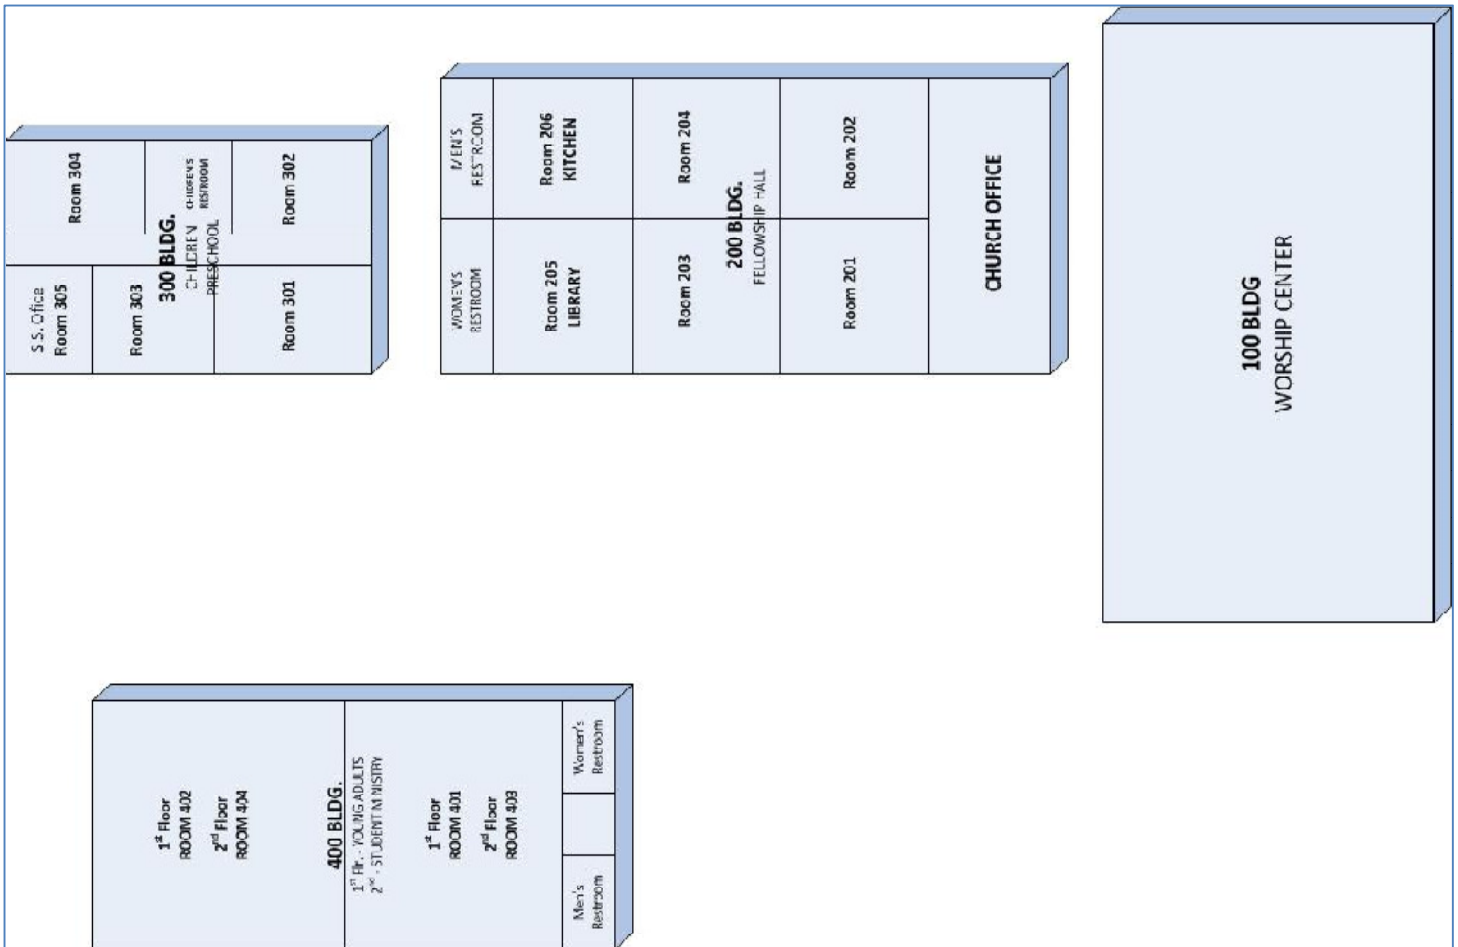 Room 304
CHILDREN'S
RESTROOM
Room 302
300 BLDG.
CHILDREN
PRESCHOOL
S.S. Office
Room 305
Room 303
Room 301
MEN'S
RESTROOM
Room 206
KITCHEN
Room 204
Room 202
200 BLDG.
FELLOWSHIP HALL
WOMEN'S
RESTROOM
Room 205
LIBRARY
Room 203
Room 201
CHURCH OFFICE
100 BLDG
WORSHIP CENTER
1st Floor
ROOM 402
2nd Floor
ROOM 404
400 BLDG.
1ST Flr. - YOUNG ADULTS
2nd - STUDENT MINISTRY
1st Floor
ROOM 401
2nd Floor
ROOM 403
Women's
Restroom
Men's
Restroom